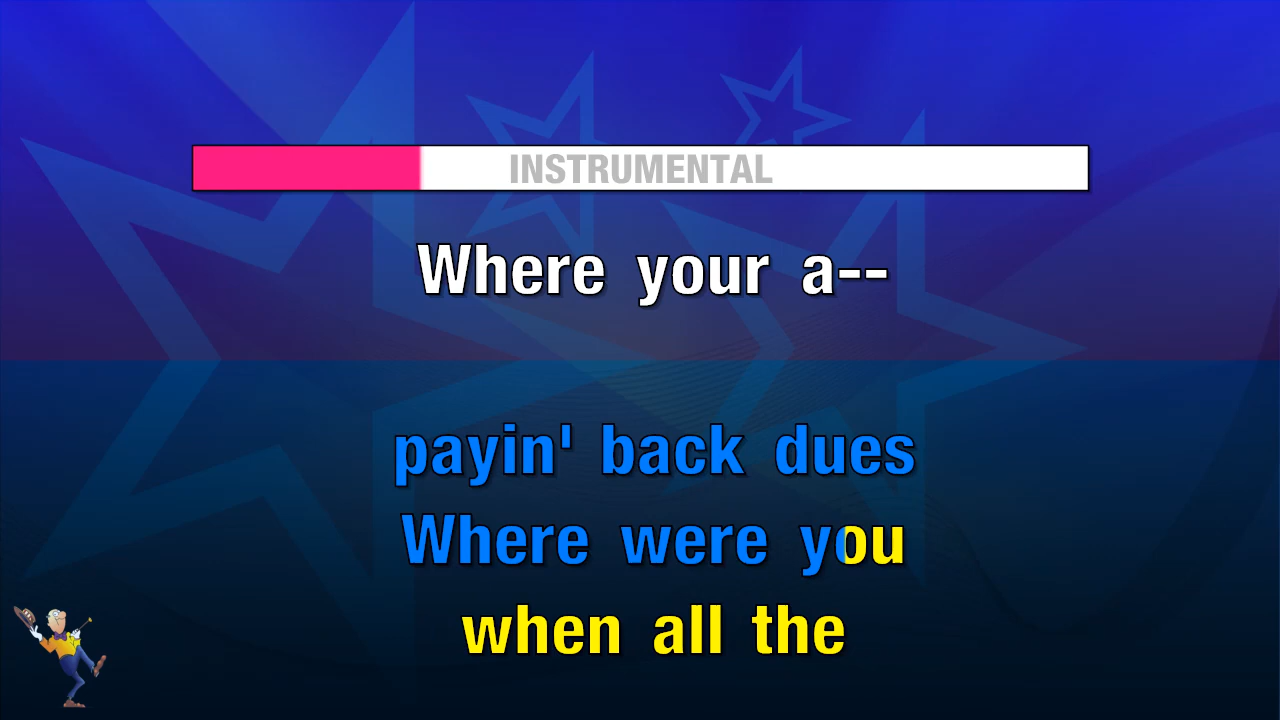 INSTRUMENTAL
Where your a--
payin' back dues
Where were you
when all the